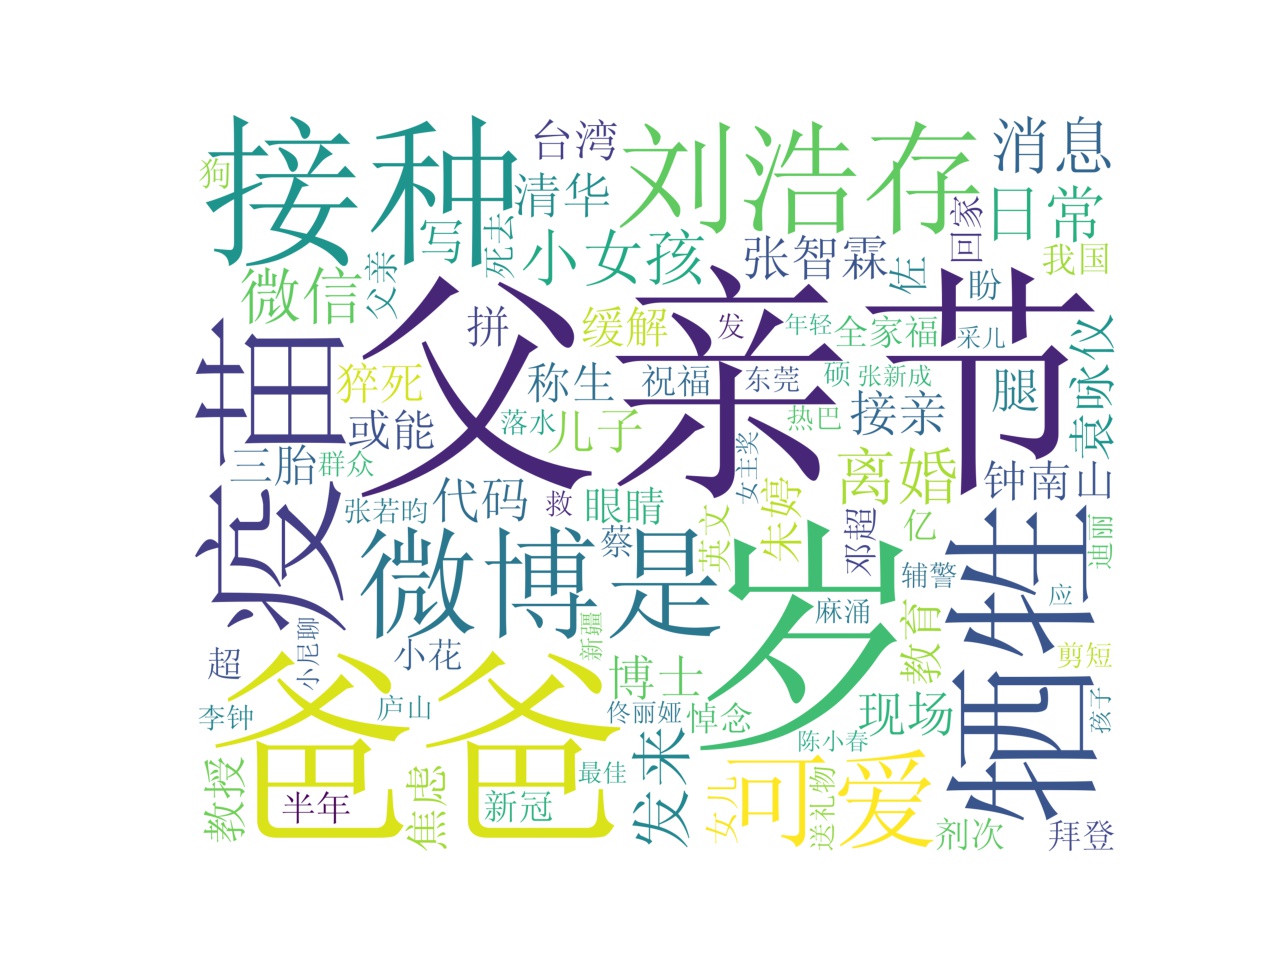 接种
台湾
刘浩存
消息
狗
清华
日常
写
死去
小女孩
张智霖
佐
回家
我国
微信
父亲
父亲节
盼
拼
缓解
发
年轻
全家福
采儿
袁咏仪
疫苗
猝死
称生
祝福
东莞
硕
张新成
腿
或能
落水
儿子
热巴
接亲
三胎
群众
女主奖
离婚
钟南山
张若昀
代码
救
眼睛
英文
朱婷
邓超
亿
迪丽
微博是
蔡
岁
牺牲
辅警
应
麻涌
教育
超
小尼聊
小花
新疆
博士
剪短
李钟
庐山
爸爸
佟丽娅
悼念
现场
孩子
陈小春
教授
半年
焦虑
新冠
最佳
发来
女儿
可爱
送礼物
剂次
拜登